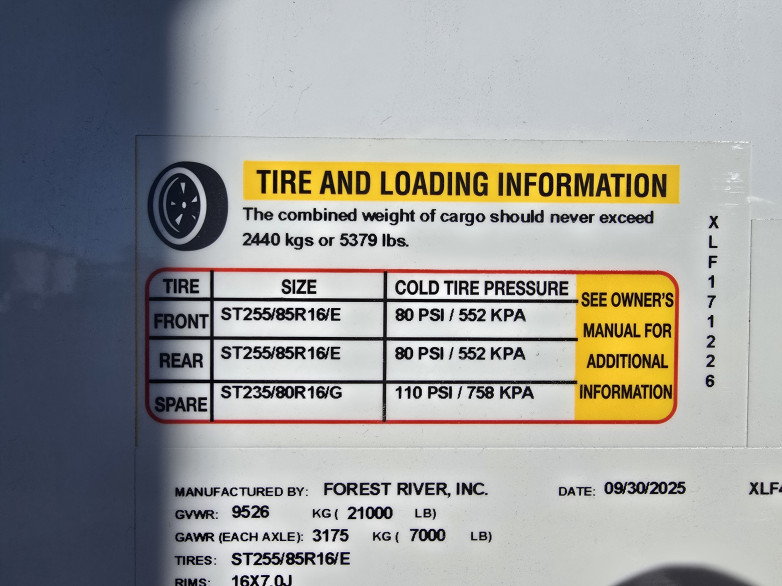 TIRE AND LOADING INFORMATION
The combined weight of cargo should never exceed
2440 kgs or 5379 lbs.
TIRE SIZE COLD TIRE PRESSURE
FRONT ST255/85R16/E 80 PSI / 552 KPA
REAR ST255/85R16/E 80 PSI / 552 KPA
SPARE ST235/80R16/G 110 PSI / 758 KPA
SEE OWNER'S
MANUAL FOR
ADDITIONAL
INFORMATION
XLF171226
MANUFACTURED BY: FOREST RIVER, INC. DATE: 09/30/2025 XLF4
GVWR: 9526 KG ( 21000 LB)
GAWR (EACH AXLE): 3175 KG ( 7000 LB)
TIRES: ST255/85R16/E
RIMS: 16X7.0J